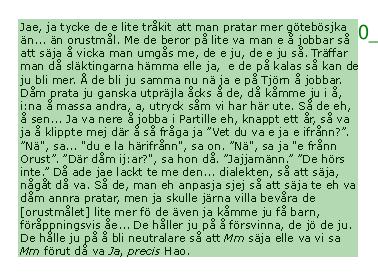 Jae, ja tycke de e lite tråkit att man pratar mer götebösjka
än... än orustmål. Me de beror på lite va man e å jobbar så
att säja å vicka man umgås me, de e ju, de e ju så. Träffar
man då släktingarna hämma elle ja,  e de på kalas så kan de
ju bli mer. Å de bli ju samma nu nä ja e på Tjörn å jobbar.
Dåm prata ju ganska utpräjla åcks å de, då kåmme ju i å,
i:na å massa andra, a, utryck såm vi har här ute. Så de eh,
å sen... Ja va nere å jobba i Partille eh, knappt ett år, så va
ja å klippte mej där å så fråga ja ”Vet du va e ja e ifrånn?”.
”Nä", sa... "du e la härifrånn", sa on. ”Nä", sa ja "e frånn
Orust”. ”Där dåm ij:ar?", sa hon då. ”Jajjamänn.” ”De hörs
inte.” Då ade jae lackt te me den... dialekten, så att säja,
någåt då va. Så de, man eh anpasja sjej så att säja te eh va
dåm annra pratar, men ja skulle järna villa bevåra de
[orustmålet] lite mer fö de även ja kåmme ju få barn,
föråppningsvis åe... De håller ju på å försvinna, de jö de ju.
De hålle ju på å bli neutralare så att Mrn säja elle va vi sa
Mrn förut då va Ja, precis Hao.
0_